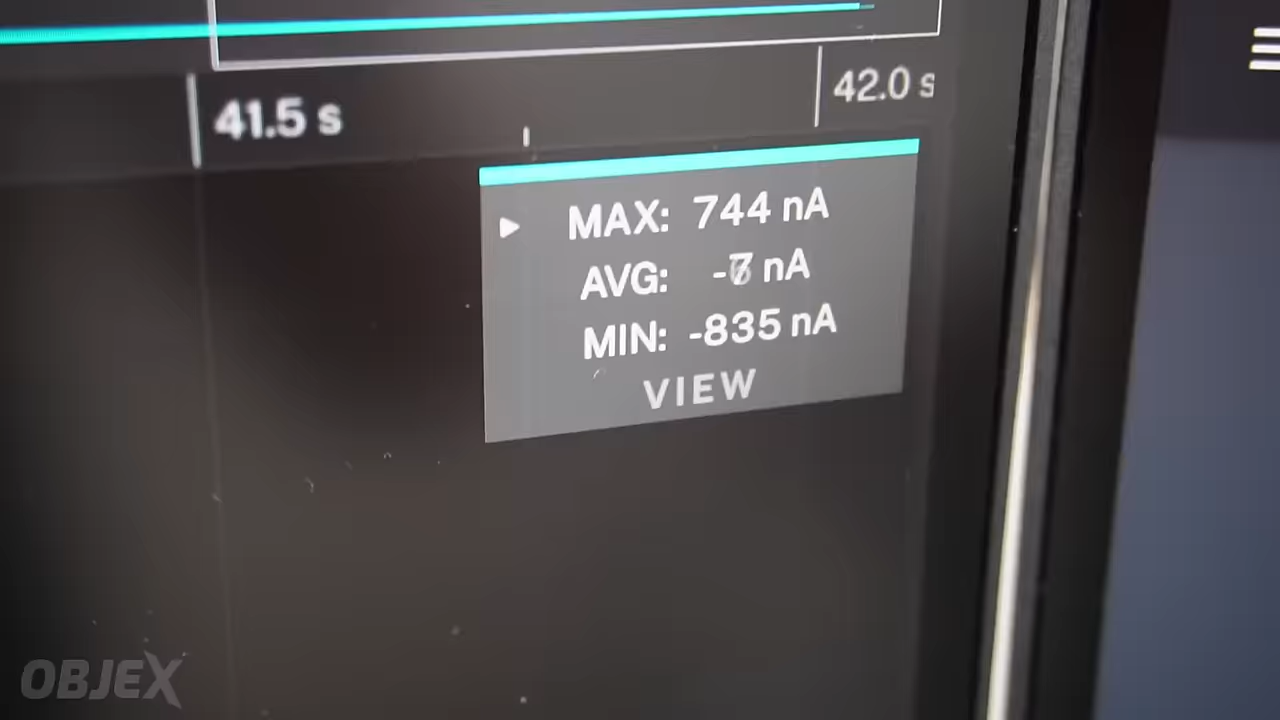 41.5 s
42.0 s
MAX: 744 nA
AVG: nA
MIN: -835 nA
VIEW
OBJEX